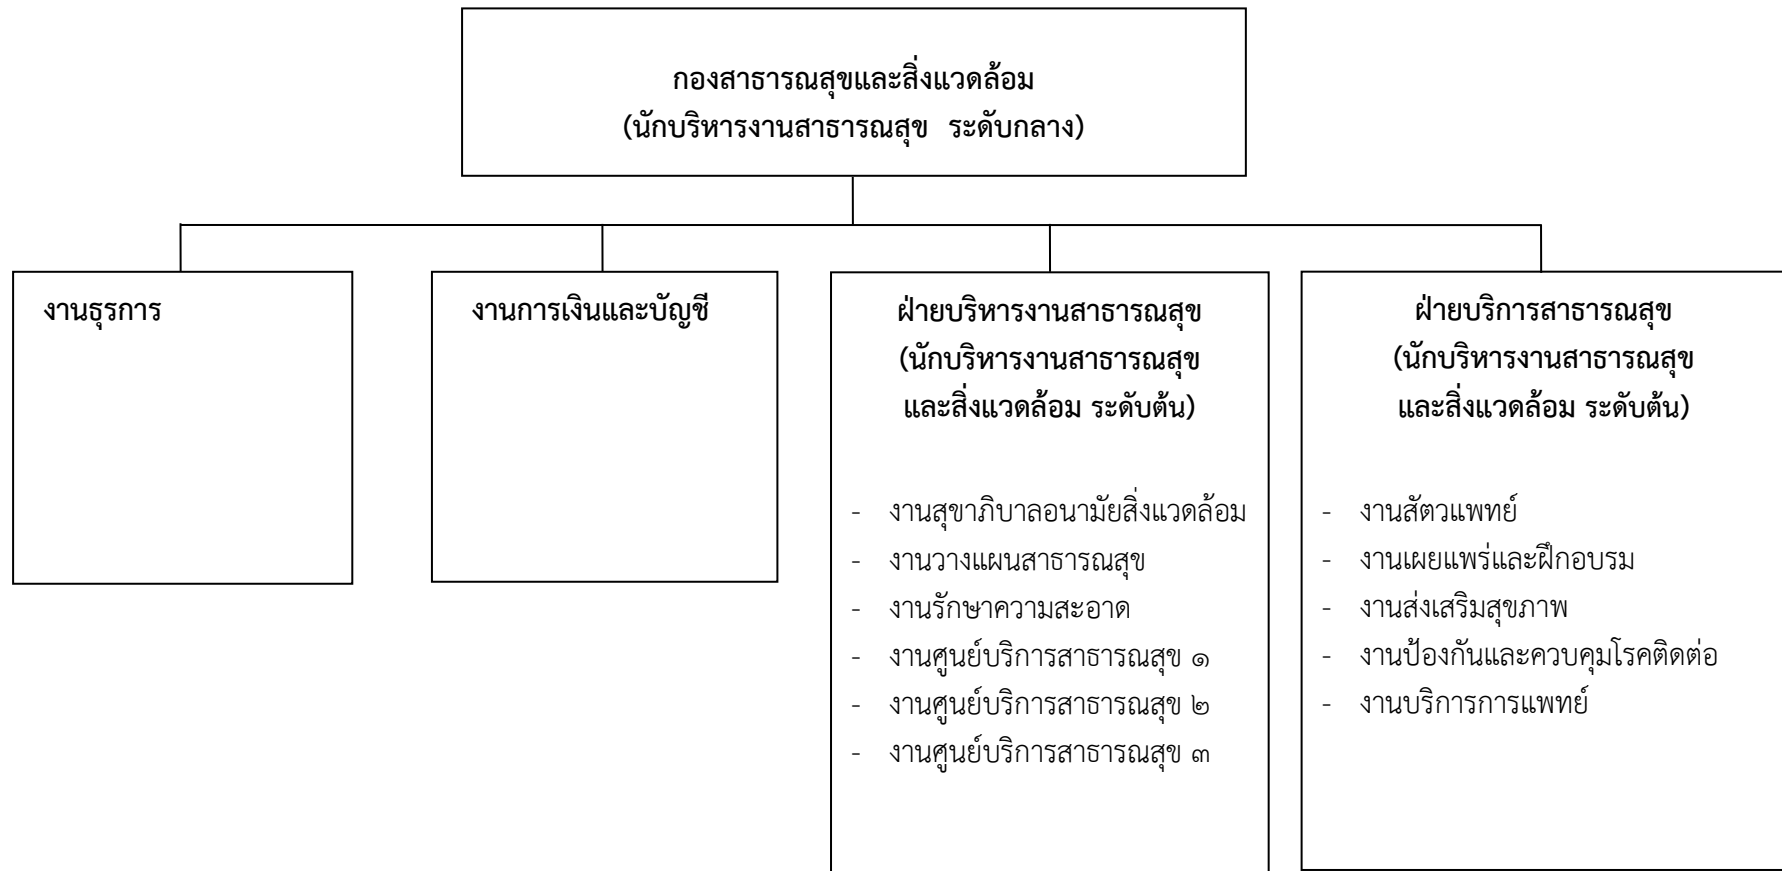 กองสาธารณสุขและสิ่งแวดล้อม
(นักบริหารงานสาธารณสุข ระดับกลาง)
งานธุรการ
งานการเงินและบัญชี
ฝ่ายบริหารงานสาธารณสุข
(นักบริหารงานสาธารณสุข
และสิ่งแวดล้อม ระดับต้น)
- งานสุขาภิบาลอนามัยสิ่งแวดล้อม
- งานวางแผนสาธารณสุข
- งานรักษาความสะอาด
- งานศูนย์บริการสาธารณสุข ๑
- งานศูนย์บริการสาธารณสุข ๒
- งานศูนย์บริการสาธารณสุข ๓
ฝ่ายบริการสาธารณสุข
(นักบริหารงานสาธารณสุข
และสิ่งแวดล้อม ระดับต้น)
- งานสัตวแพทย์
- งานเผยแพร่และฝึกอบรม
- งานส่งเสริมสุขภาพ
- งานป้องกันและควบคุมโรคติดต่อ
- งานบริการการแพทย์